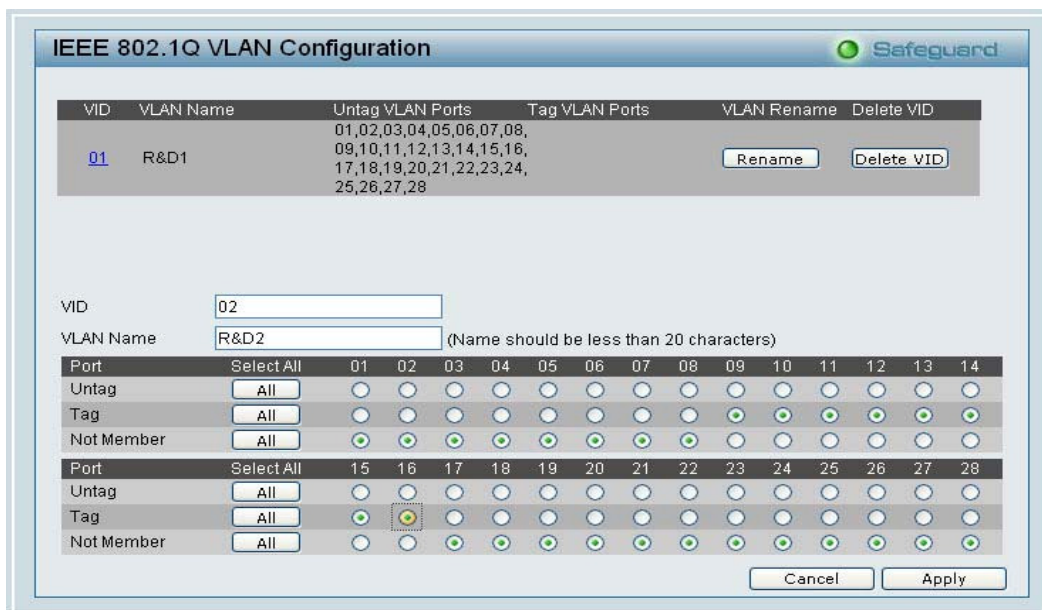 IEEE 802.1Q VLAN Configuration
Safeguard
VID VLAN Name Untag VLAN Ports Tag VLAN Ports VLAN Rename Delete VID
01 R&D1 01,02,03,04,05,06,07,08,
09,10,11,12,13,14,15,16,
17,18,19,20,21,22,23,24,
25,26,27,28
Rename Delete VID
VID 02
VLAN Name R&D2 (Name should be less than 20 characters)
Port Select All 01 02 03 04 05 06 07 08 09 10 11 12 13 14
Untag All
Tag All
Not Member All
Port Select All 15 16 17 18 19 20 21 22 23 24 25 26 27 28
Untag All
Tag All
Not Member All
Cancel Apply